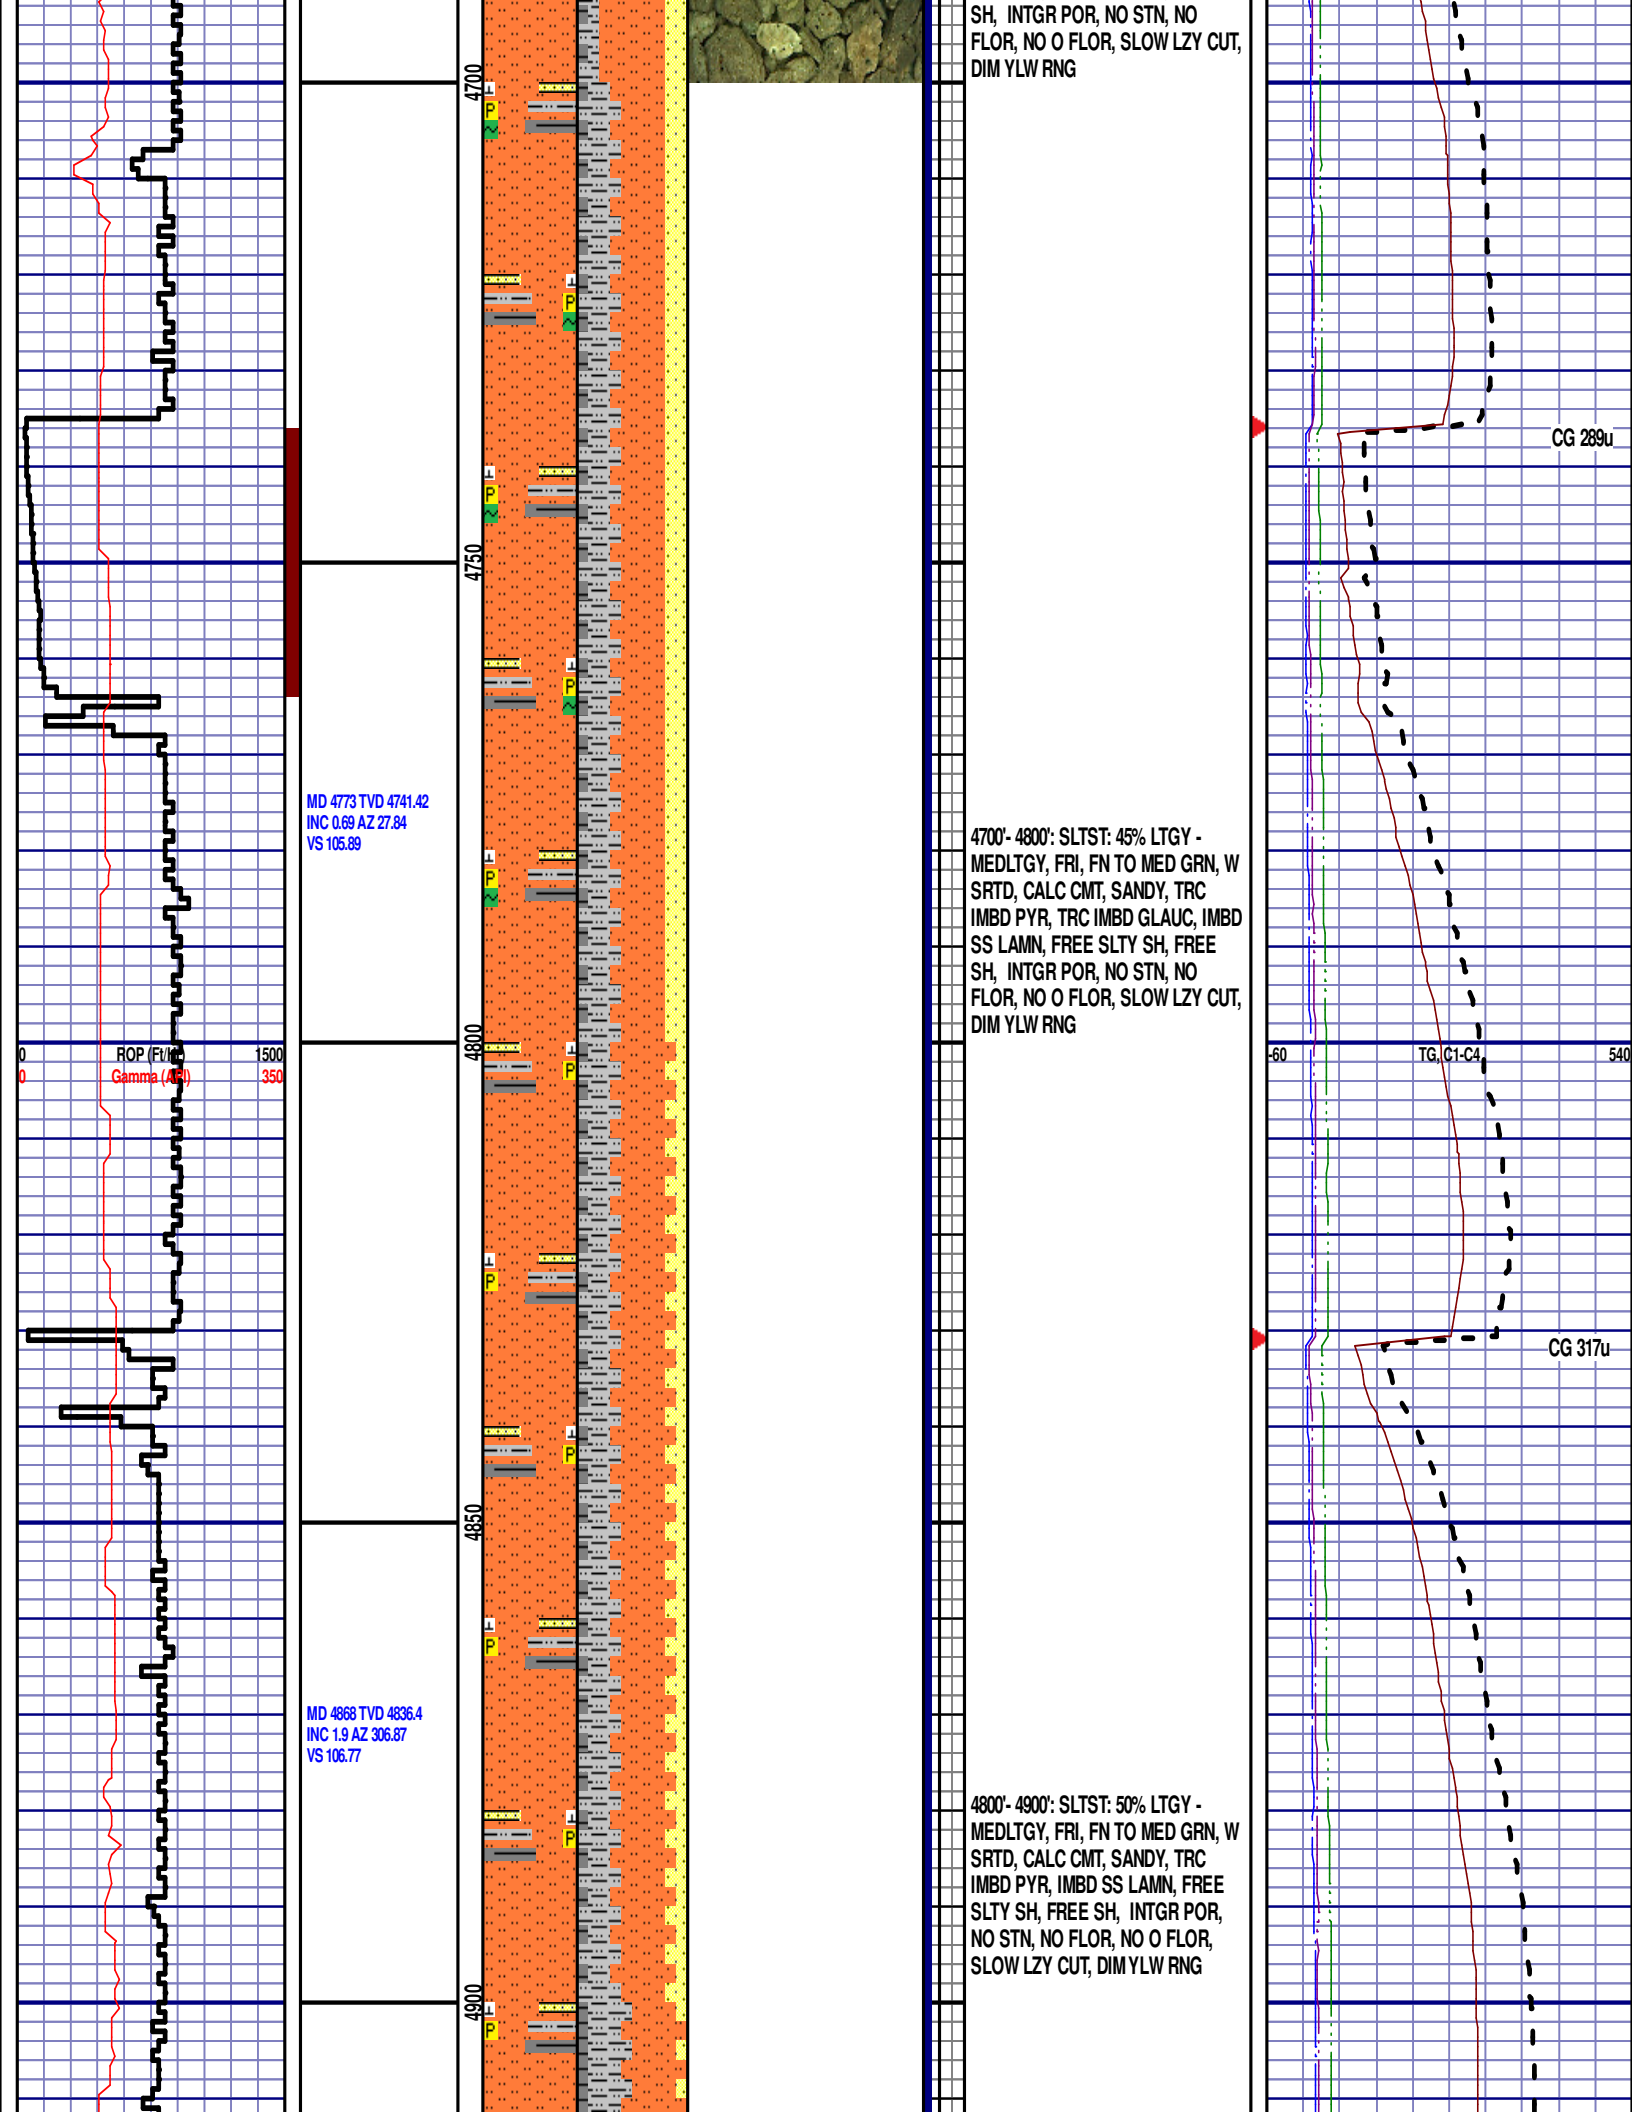 SH, INTGR POR, NO STN, NO
FLOR, NO O FLOR, SLOW LZY CUT,
DIM YLW RNG
4700
P
P
CG 289u
P
4750
P
MD 4773 TVD 4741.42
INC 0.69 AZ 27.84
VS 105.89
4700'- 4800': SLTST: 45% LTGY -
MEDLTGY, FRI, FN TO MED GRN, W
SRTD, CALC CMT, SANDY, TRC
IMBD PYR, TRC IMBD GLAUC, IMBD
SS LAMN, FREE SLTY SH, FREE
SH, INTGR POR, NO STN, NO
FLOR, NO O FLOR, SLOW LZY CUT,
DIM YLW RNG
P
4800
0 ROP (Ft/Hr) 1500
0 Gamma (API) 350
-60 TG, C1-C4 540
P
P
CG 317u
P
4850
P
MD 4868 TVD 4836.4
INC 1.9 AZ 306.87
VS 106.77
4800'- 4900': SLTST: 50% LTGY -
MEDLTGY, FRI, FN TO MED GRN, W
SRTD, CALC CMT, SANDY, TRC
IMBD PYR, IMBD SS LAMN, FREE
SLTY SH, FREE SH, INTGR POR,
NO STN, NO FLOR, NO O FLOR,
SLOW LZY CUT, DIM YLW RNG
P
4900
P